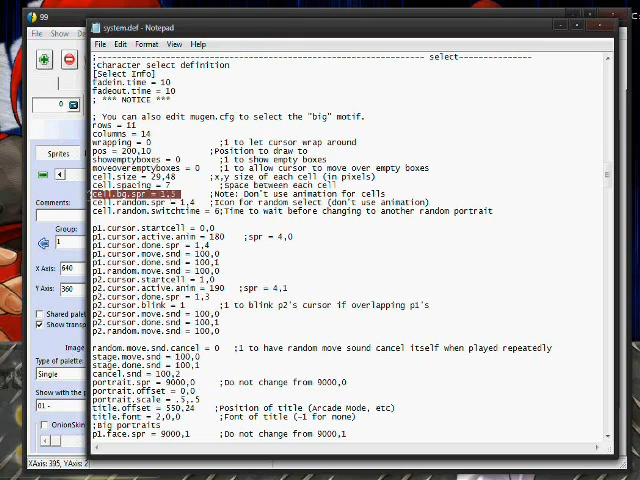 99
system.def - Notepad
File Show
File Edit Format View Help
;---------------------------------------------------------------- select--------------
;character select definition
[Select Info]
fadein.time = 10
fadeout.time = 10
; *** NOTICE ***
; You can also edit mugen.cfg to select the "big" motif.
rows = 11
columns = 14
wrapping = 0 ;1 to let cursor wrap around
pos = 200,10 ;Position to draw to
showemptyboxes = 0 ;1 to show empty boxes
moveoveremptyboxes = 0 ;1 to allow cursor to move over empty boxes
cell.size = 29,48 ;x,y size of each cell (in pixels)
cell.spacing = 7 ;Space between each cell
cell.bg.spr = 1,5 ;Note: Don't use animation for cells
cell.random.spr = 1,4 ;Icon for random select (don't use animation)
cell.random.switchtime = 6;Time to wait before changing to another random portrait
p1.cursor.startcell = 0,0
p1.cursor.active.anim = 180 ;spr = 4,0
p1.cursor.done.spr = 1,4
p1.cursor.move.snd = 100,0
p1.cursor.done.snd = 100,1
p1.random.move.snd = 100,0
p2.cursor.startcell = 1,0
p2.cursor.active.anim = 190 ;spr = 4,1
p2.cursor.done.spr = 1,3
p2.cursor.blink = 1 ;1 to blink p2's cursor if overlapping p1's
p2.cursor.move.snd = 100,0
p2.cursor.done.snd = 100,1
p2.random.move.snd = 100,0
random.move.snd.cancel = 0 ;1 to have random move sound cancel itself when played repeatedly
stage.move.snd = 100,0
stage.done.snd = 100,1
cancel.snd = 100,2
portrait.spr = 9000,0 ;Do not change from 9000,0
portrait.offset = 0,0
portrait.scale = .5,.5
title.offset = 550,24 ;Position of title (Arcade Mode, etc)
title.font = 2,0,0 ;Font of title (-1 for none)
;Big portraits
p1.face.spr = 9000,1 ;Do not change from 9000,1
0
Sprites
Comments:
Group:
1
X Axis: 640
Y Axis: 360
Shared palett
Show transp
Image
Type of palette:
Single
Show with the p
01 -
OnionSkin
XAxis: 395, YAxis: 2